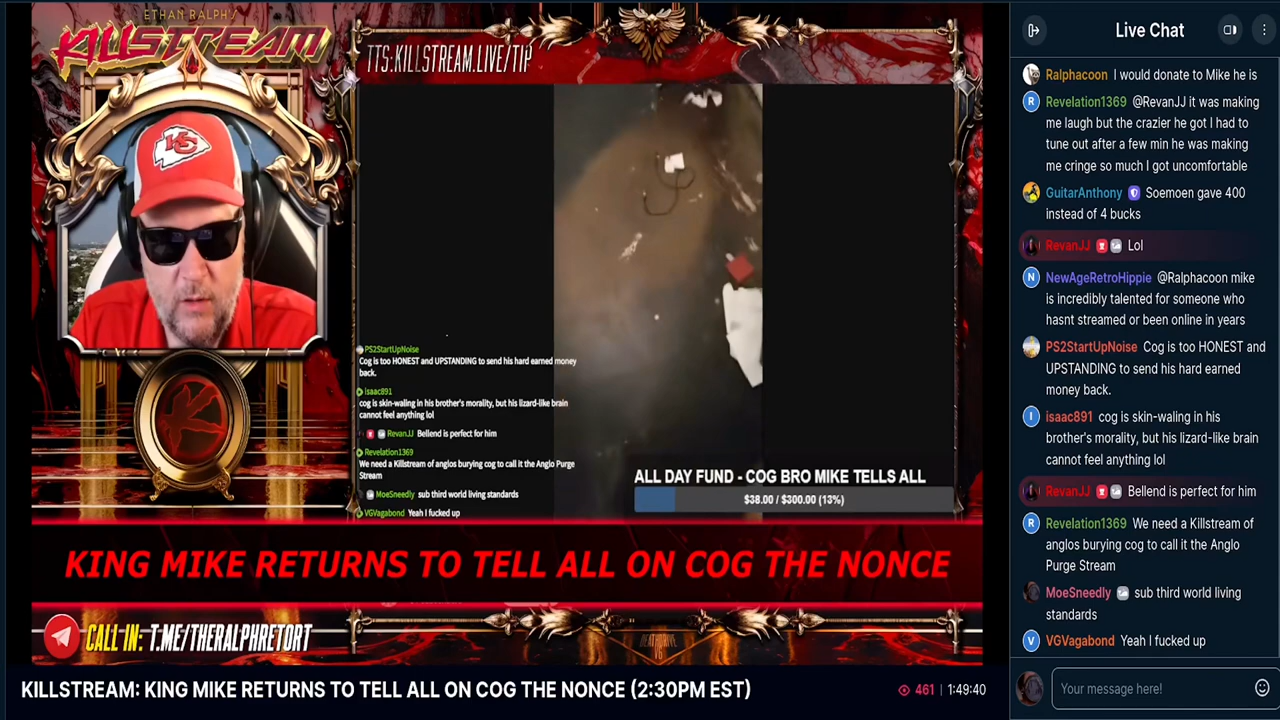 ETHAN RALPH'S
KILLSTREAM
TTS:KILLSTREAM.LIVE/TIP
PS2StartUpNoise
Cog is too HONEST and UPSTANDING to send his hard earned money
back.
isaac891
cog is skin-waling in his brother's morality, but his lizard-like brain
cannot feel anything lol
RevanJJ Bellend is perfect for him
Revelation1369
We need a Killstream of anglos burying cog to call it the Anglo Purge
Stream
MoeSneedly sub third world living standards
VGVagabond Yeah I fucked up
ALL DAY FUND - COG BRO MIKE TELLS ALL
$38.00 / $300.00 (13%)
KING MIKE RETURNS TO TELL ALL ON COG THE NONCE
CALL IN: T.ME/THERALPHRETORT
KILLSTREAM: KING MIKE RETURNS TO TELL ALL ON COG THE NONCE (2:30PM EST)
461 | 1:49:40
Live Chat
Ralphacoon I would donate to Mike he is
R Revelation1369 @RevanJJ it was making
me laugh but the crazier he got I had to
tune out after a few min he was making
me cringe so much I got uncomfortable
GuitarAnthony Soemoen gave 400
instead of 4 bucks
RevanJJ Lol
N NewAgeRetroHippie @Ralphacoon mike
is incredibly talented for someone who
hasnt streamed or been online in years
PS2StartUpNoise Cog is too HONEST and
UPSTANDING to send his hard earned
money back.
I isaac891 cog is skin-waling in his
brother's morality, but his lizard-like brain
cannot feel anything lol
RevanJJ Bellend is perfect for him
R Revelation1369 We need a Killstream of
anglos burying cog to call it the Anglo
Purge Stream
MoeSneedly sub third world living
standards
V VGVagabond Yeah I fucked up
Your message here!